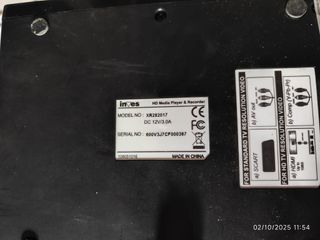 inves
HD Media Player & Recorder
MODEL NO : XR282017
DC 12V/3.0A
SERIAL NO : 600V3J7CF000367
MADE IN CHINA
FOR STANDARD TV RESOLUTION VIDEO
a) SCART
b) AV out
FOR HD TV RESOLUTION VIDEO
a) HDMI
b) Comp (Y-Pb-Pr)
02/10/2025 11:54